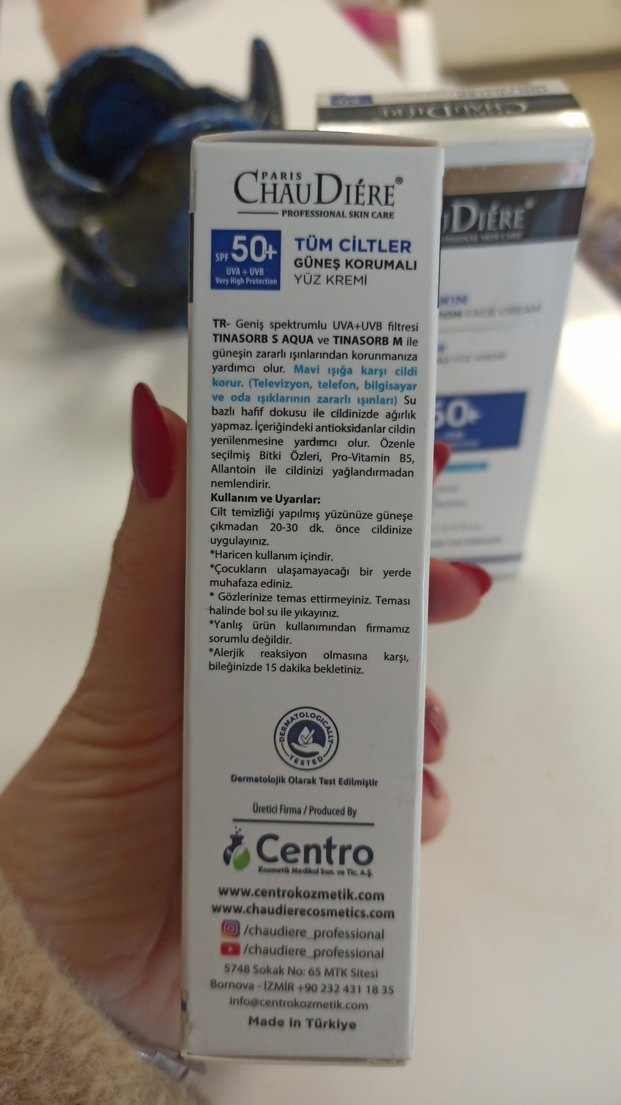 PARIS
CHAUDIÉRE®
PROFESSIONAL SKIN CARE
SPF 50+
UVA + UVB
Very High Protection
TÜM CİLTLER
GÜNEŞ KORUMALI
YÜZ KREMİ
TR- Geniş spektrumlu UVA+UVB filtresi
TINASORB S AQUA ve TINASORB M ile
güneşin zararlı ışınlarından korunmanıza
yardımcı olur. Mavi ışığa karşı cildi
korur. (Televizyon, telefon, bilgisayar
ve oda ışıklarının zararlı ışınları) Su
bazlı hafif dokusu ile cildinizde ağırlık
yapmaz. İçeriğindeki antioksidanlar cildin
yenilenmesine yardımcı olur. Özenle
seçilmiş Bitki Özleri, Pro-Vitamin B5,
Allantoin ile cildinizi yağlandırmadan
nemlendirir.
Kullanım ve Uyarılar:
Cilt temizliği yapılmış yüzünüze güneşe
çıkmadan 20-30 dk. önce cildinize
uygulayınız.
*Haricen kullanım içindir.
*Çocukların ulaşamayacağı bir yerde
muhafaza ediniz.
* Gözlerinize temas ettirmeyiniz. Teması
halinde bol su ile yıkayınız.
*Yanlış ürün kullanımından firmamız
sorumlu değildir.
*Alerjik reaksiyon olmasına karşı,
bileğinizde 15 dakika bekletiniz.
DERMATOLOGICALLY
TESTED
Dermatolojik Olarak Test Edilmiştir
Üretici Firma / Produced By
Centro
Kozmetik Medikal San. ve Tic. A.Ş.
www.centrokozmetik.com
www.chaudierecosmetics.com
/chaudiere_professional
/chaudiere_professional
5748 Sokak No: 65 MTK Sitesi
Bornova - İZMİR +90 232 431 18 35
info@centrokozmetik.com
Made in Türkiye
CHAUDIÈRE
UDIÉRE®
SKIN CARE
KIN
FACE CREAM
50+